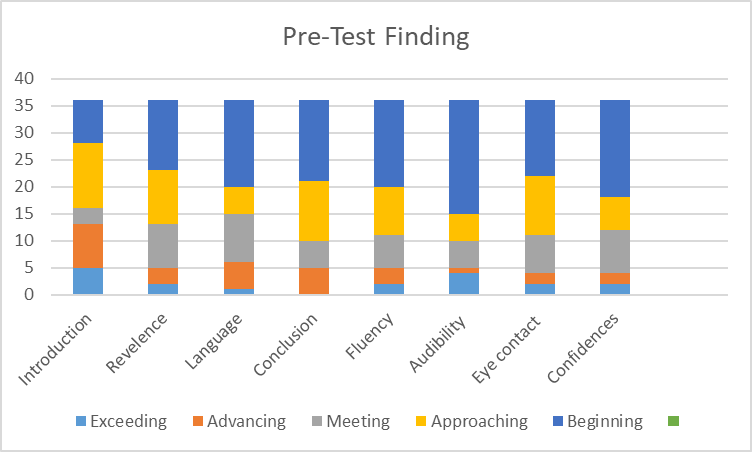 Pre-Test Finding
40
35
30
25
20
15
10
5
0
Introduction
Revelence
Language
Conclusion
Fluency
Audibility
Eye contact
Confidences
Exceeding Advancing Meeting Approaching Beginning